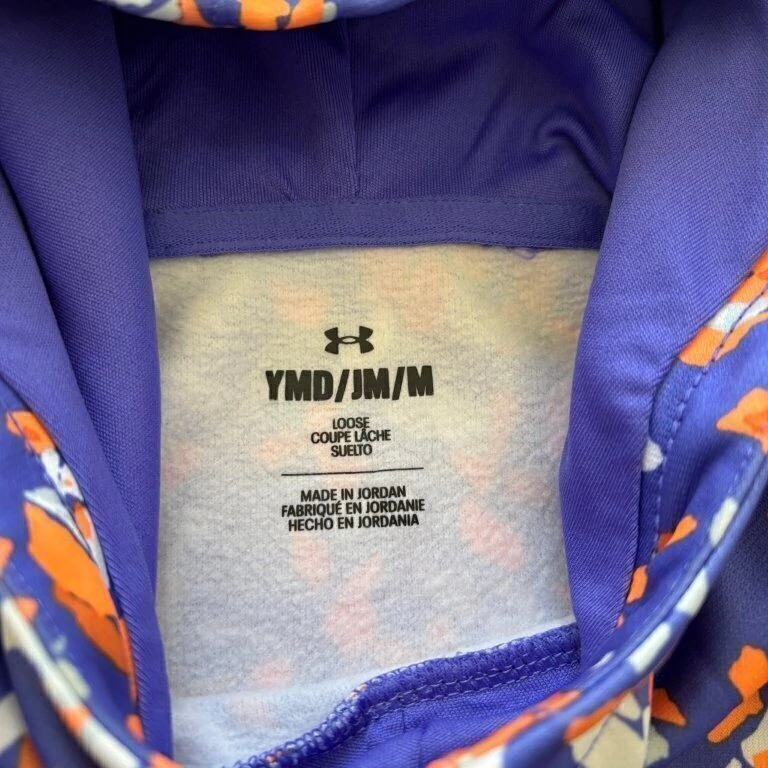 YMD/JM/M
LOOSE
COUPE LÂCHE
SUELTO
MADE IN JORDAN
FABRIQUÉ EN JORDANIE
HECHO EN JORDANIA